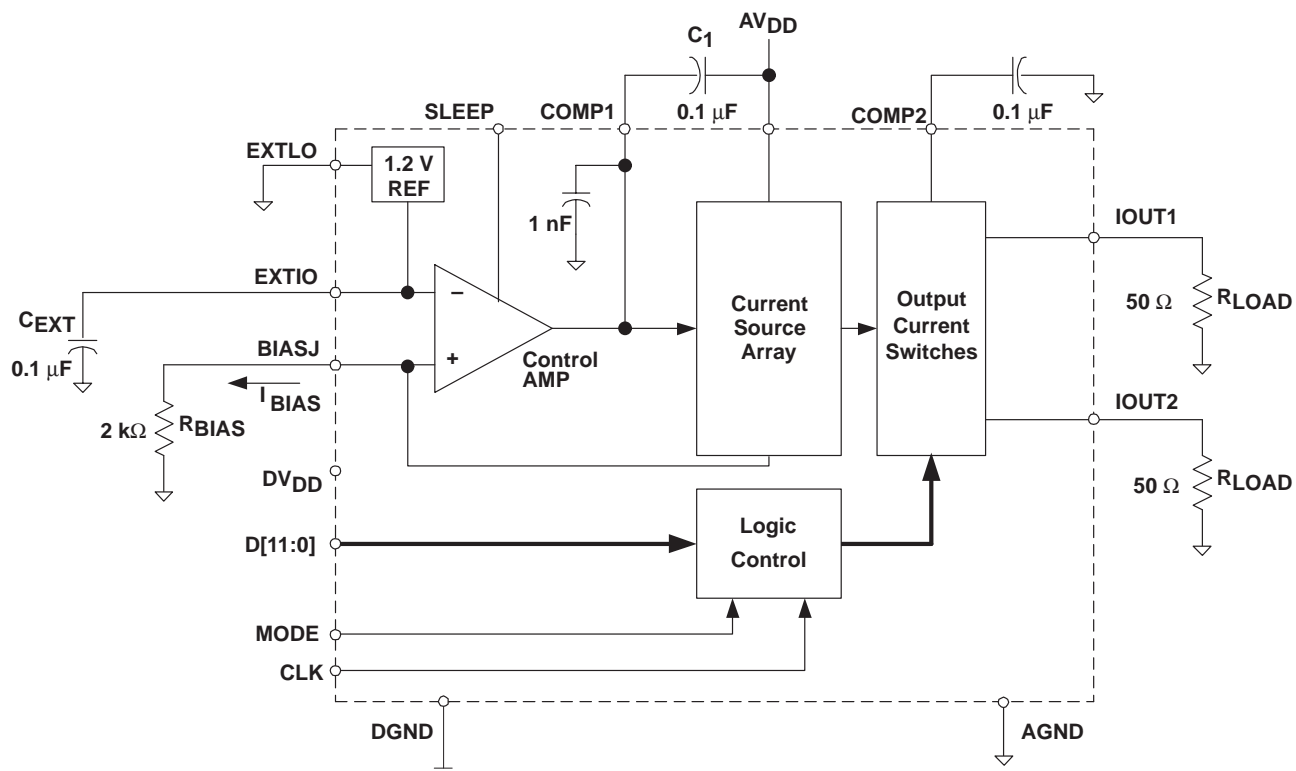 AVDD
C1
0.1 μF
SLEEP
COMP1
COMP2
0.1 μF
EXTLO
1.2 V
REF
1 nF
IOUT1
EXTIO
–
50 Ω
RLOAD
CEXT
0.1 μF
BIASJ
+
Control
AMP
Current
Source
Array
Output
Current
Switches
IBIAS
2 kΩ
RBIAS
IOUT2
DVDD
50 Ω
RLOAD
D[11:0]
Logic
Control
MODE
CLK
DGND
AGND